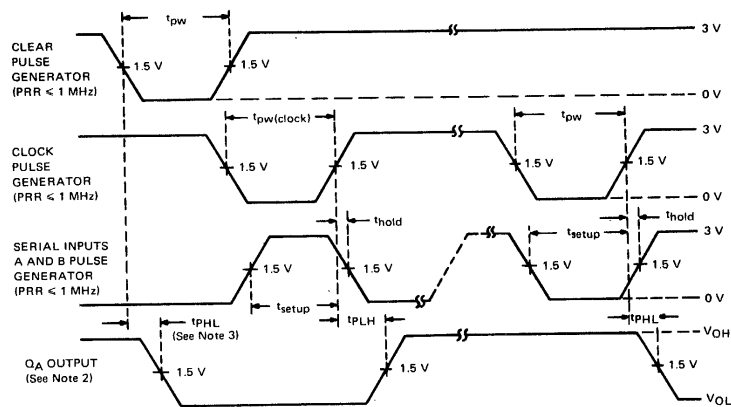 tpw
3 V
CLEAR
PULSE
GENERATOR
(PRR ≤ 1 MHz)
1.5 V
1.5 V
0 V
tpw(clock)
tpw
3 V
CLOCK
PULSE
GENERATOR
(PRR ≤ 1 MHz)
1.5 V
1.5 V
1.5 V
1.5 V
0 V
thold
thold
SERIAL INPUTS
A AND B PULSE
GENERATOR
(PRR ≤ 1 MHz)
tsetup
3 V
1.5 V
1.5 V
1.5 V
1.5 V
tsetup
0 V
tPHL
(See Note 3)
tPLH
tPHL
VOH
QA OUTPUT
(See Note 2)
1.5 V
1.5 V
1.5 V
VOL